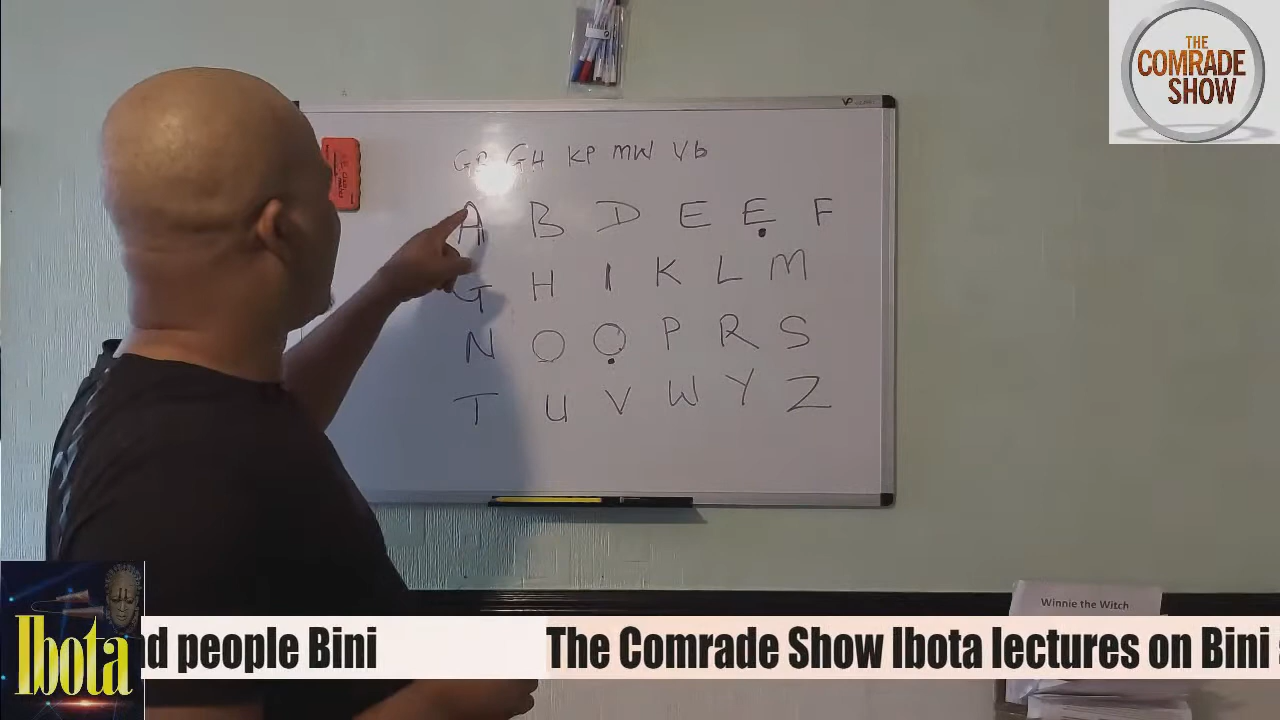 THE
COMRADE
SHOW
GH KP MW Vb
A B D E Ẹ F
G H I K L M
N O Ọ P R S
T U V W Y Z
Winnie the Witch
Ibota
nd people Bini The Comrade Show Ibota lectures on Bini